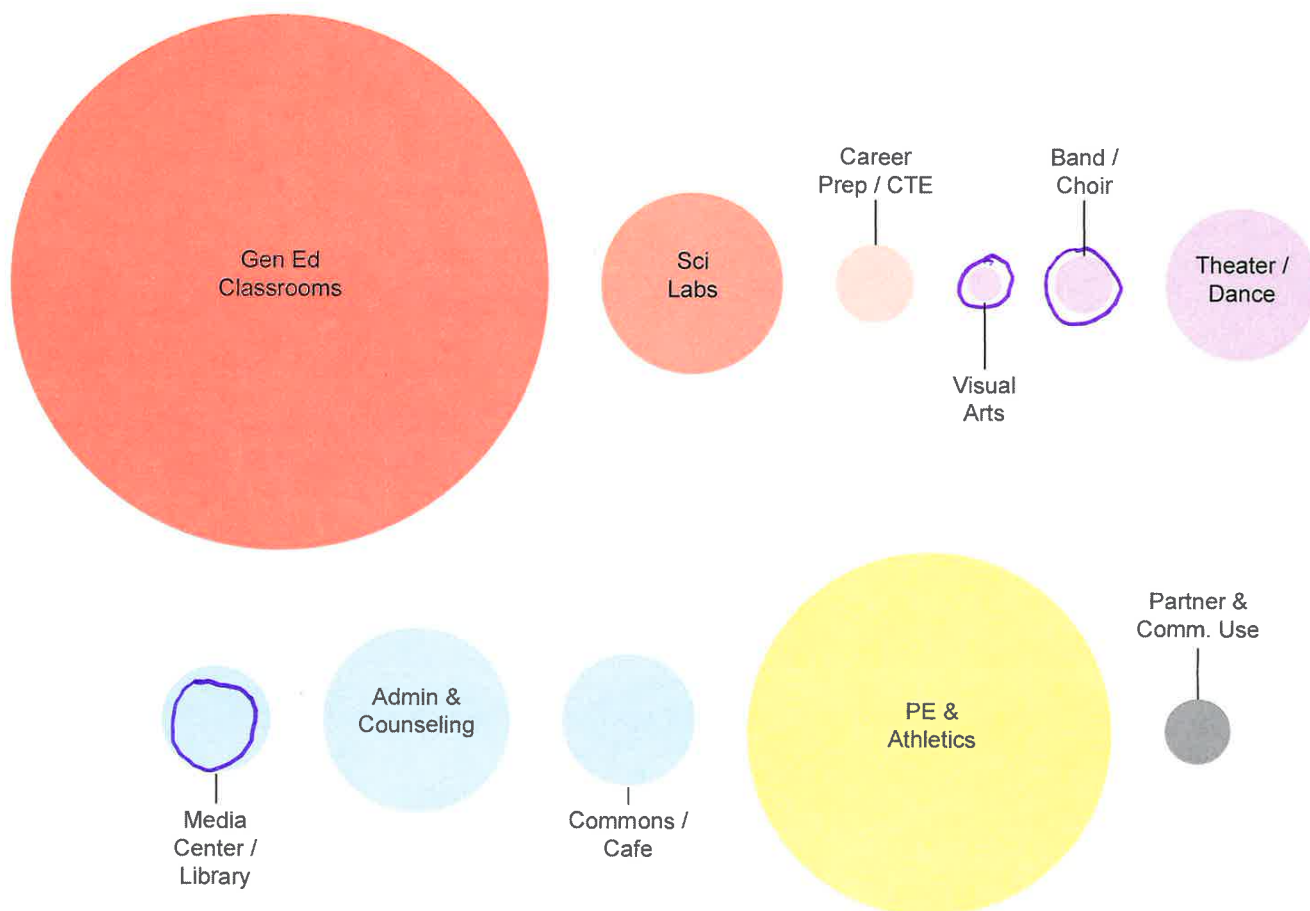 Gen Ed
Classrooms
Sci
Labs
Career
Prep / CTE
Visual
Arts
Band /
Choir
Theater /
Dance
Media
Center /
Library
Admin &
Counseling
Commons /
Cafe
PE &
Athletics
Partner &
Comm. Use